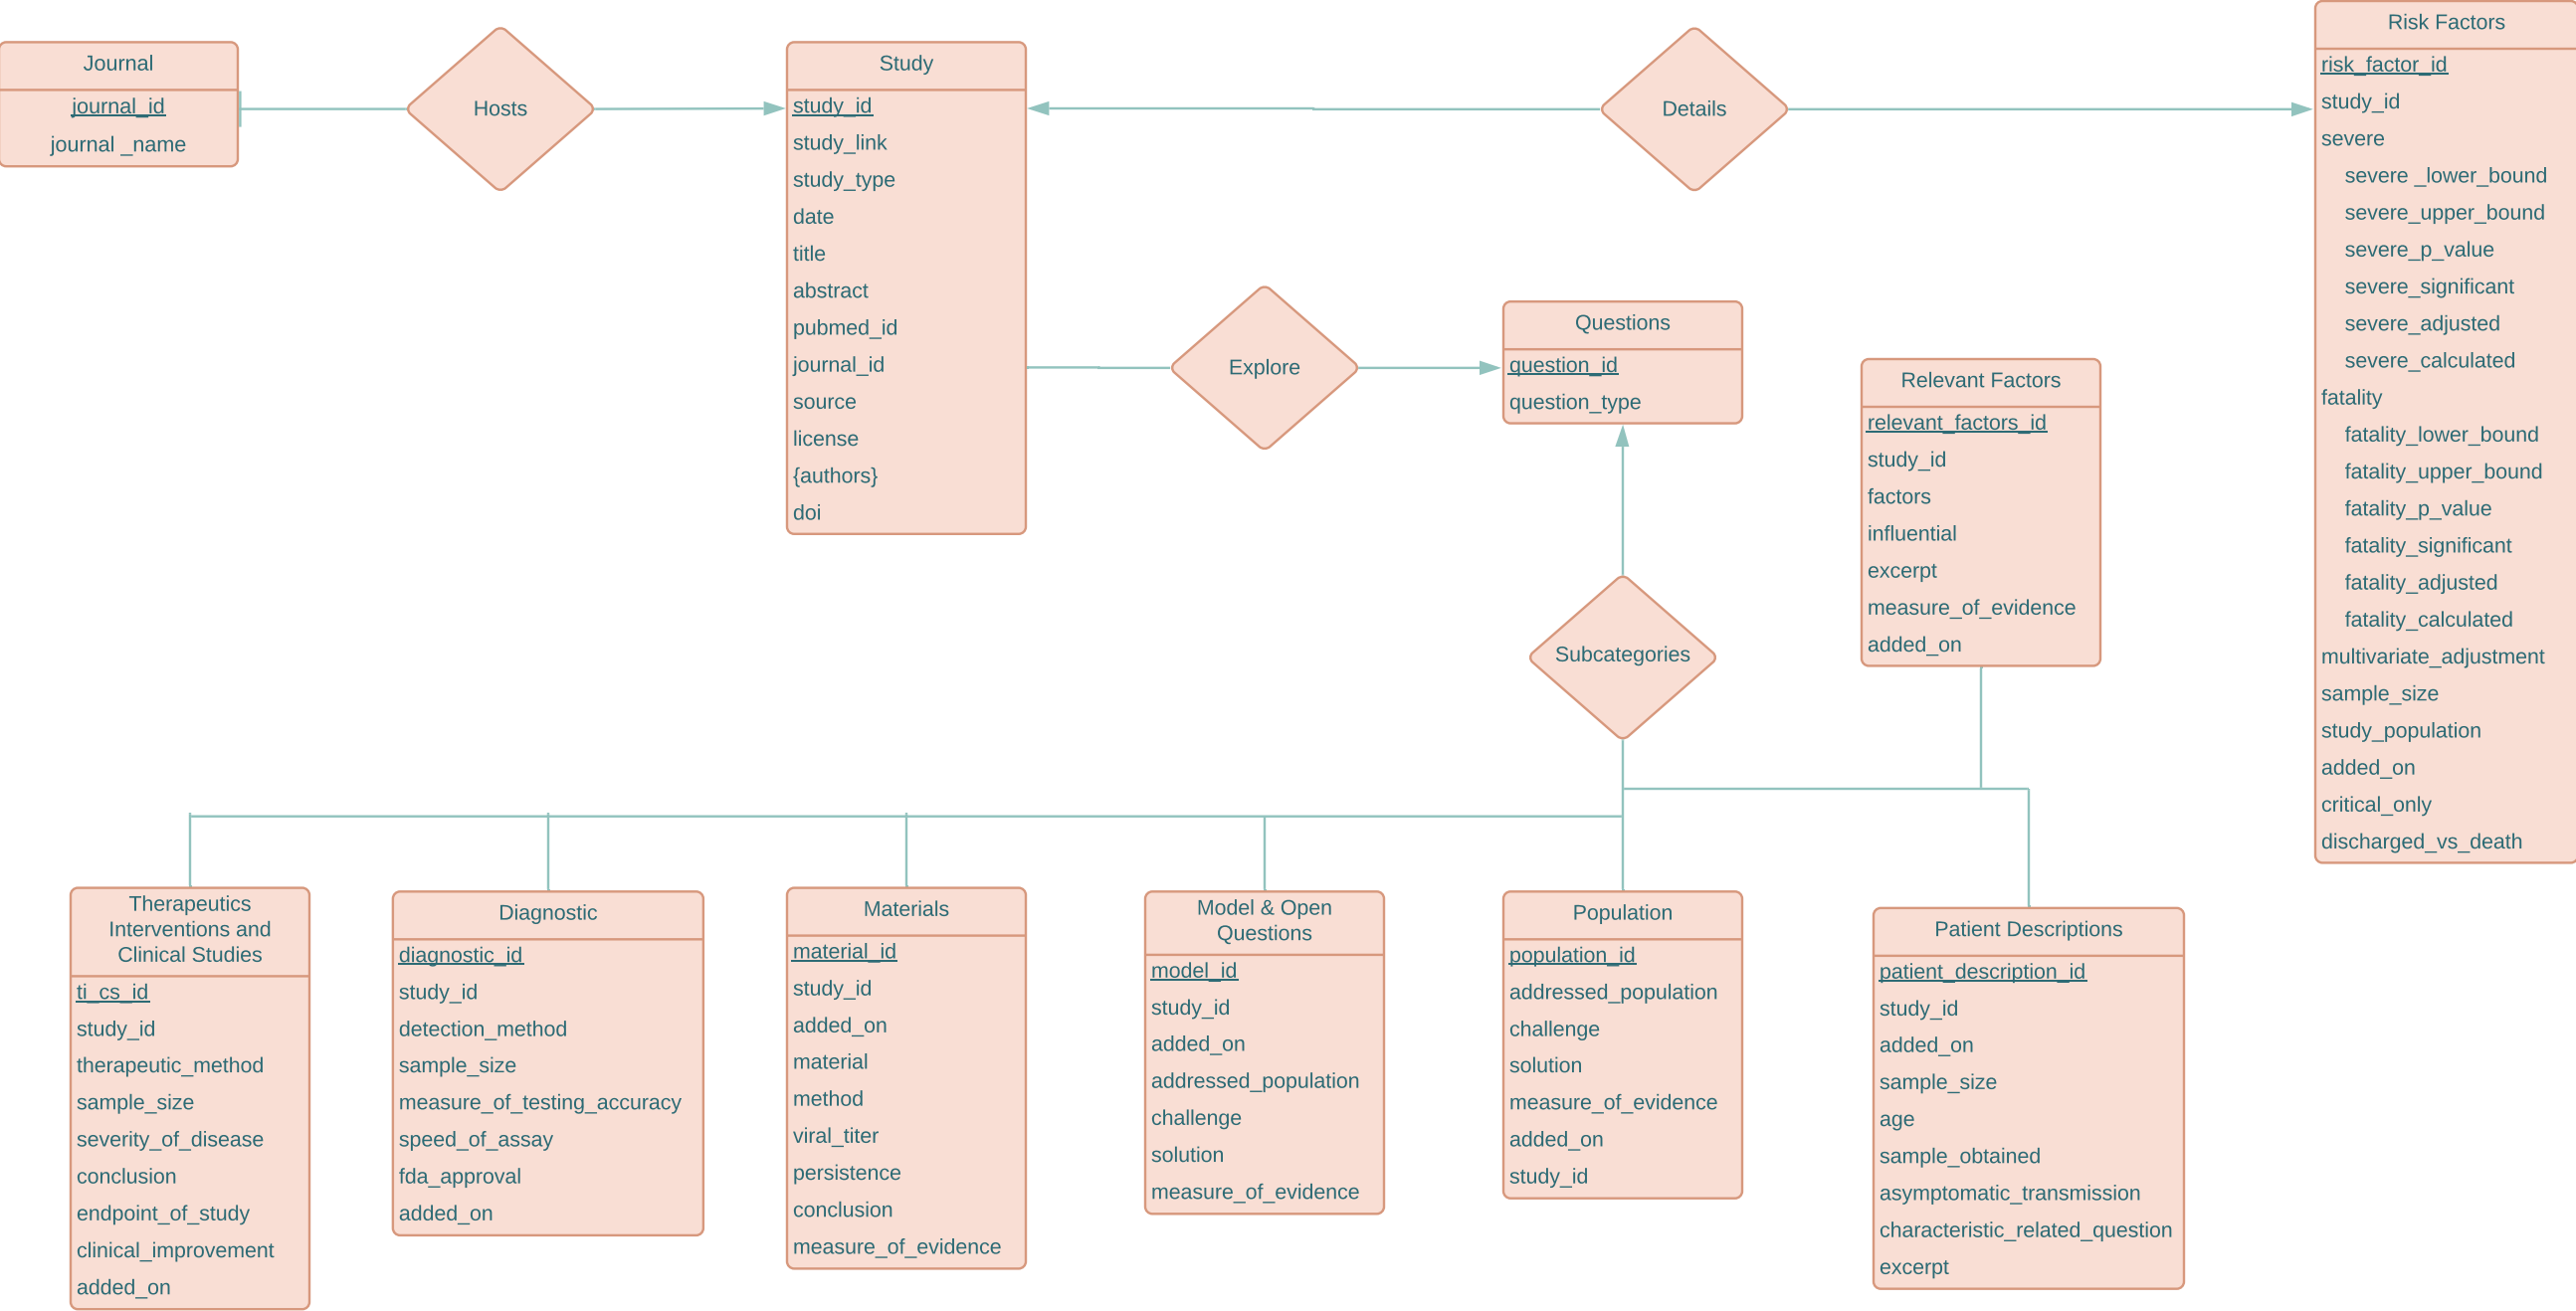 Journal
journal_id
journal _name
Hosts
Study
study_id
study_link
study_type
date
title
abstract
pubmed_id
journal_id
source
license
{authors}
doi
Details
Risk Factors
risk_factor_id
study_id
severe
severe _lower_bound
severe_upper_bound
severe_p_value
severe_significant
severe_adjusted
severe_calculated
fatality
fatality_lower_bound
fatality_upper_bound
fatality_p_value
fatality_significant
fatality_adjusted
fatality_calculated
multivariate_adjustment
sample_size
study_population
added_on
critical_only
discharged_vs_death
Explore
Questions
question_id
question_type
Relevant Factors
relevant_factors_id
study_id
factors
influential
excerpt
measure_of_evidence
added_on
Subcategories
Therapeutics
Interventions and
Clinical Studies
ti_cs_id
study_id
therapeutic_method
sample_size
severity_of_disease
conclusion
endpoint_of_study
clinical_improvement
added_on
Diagnostic
diagnostic_id
study_id
detection_method
sample_size
measure_of_testing_accuracy
speed_of_assay
fda_approval
added_on
Materials
material_id
study_id
added_on
material
method
viral_titer
persistence
conclusion
measure_of_evidence
Model & Open
Questions
model_id
study_id
added_on
addressed_population
challenge
solution
measure_of_evidence
Population
population_id
addressed_population
challenge
solution
measure_of_evidence
added_on
study_id
Patient Descriptions
patient_description_id
study_id
added_on
sample_size
age
sample_obtained
asymptomatic_transmission
characteristic_related_question
excerpt